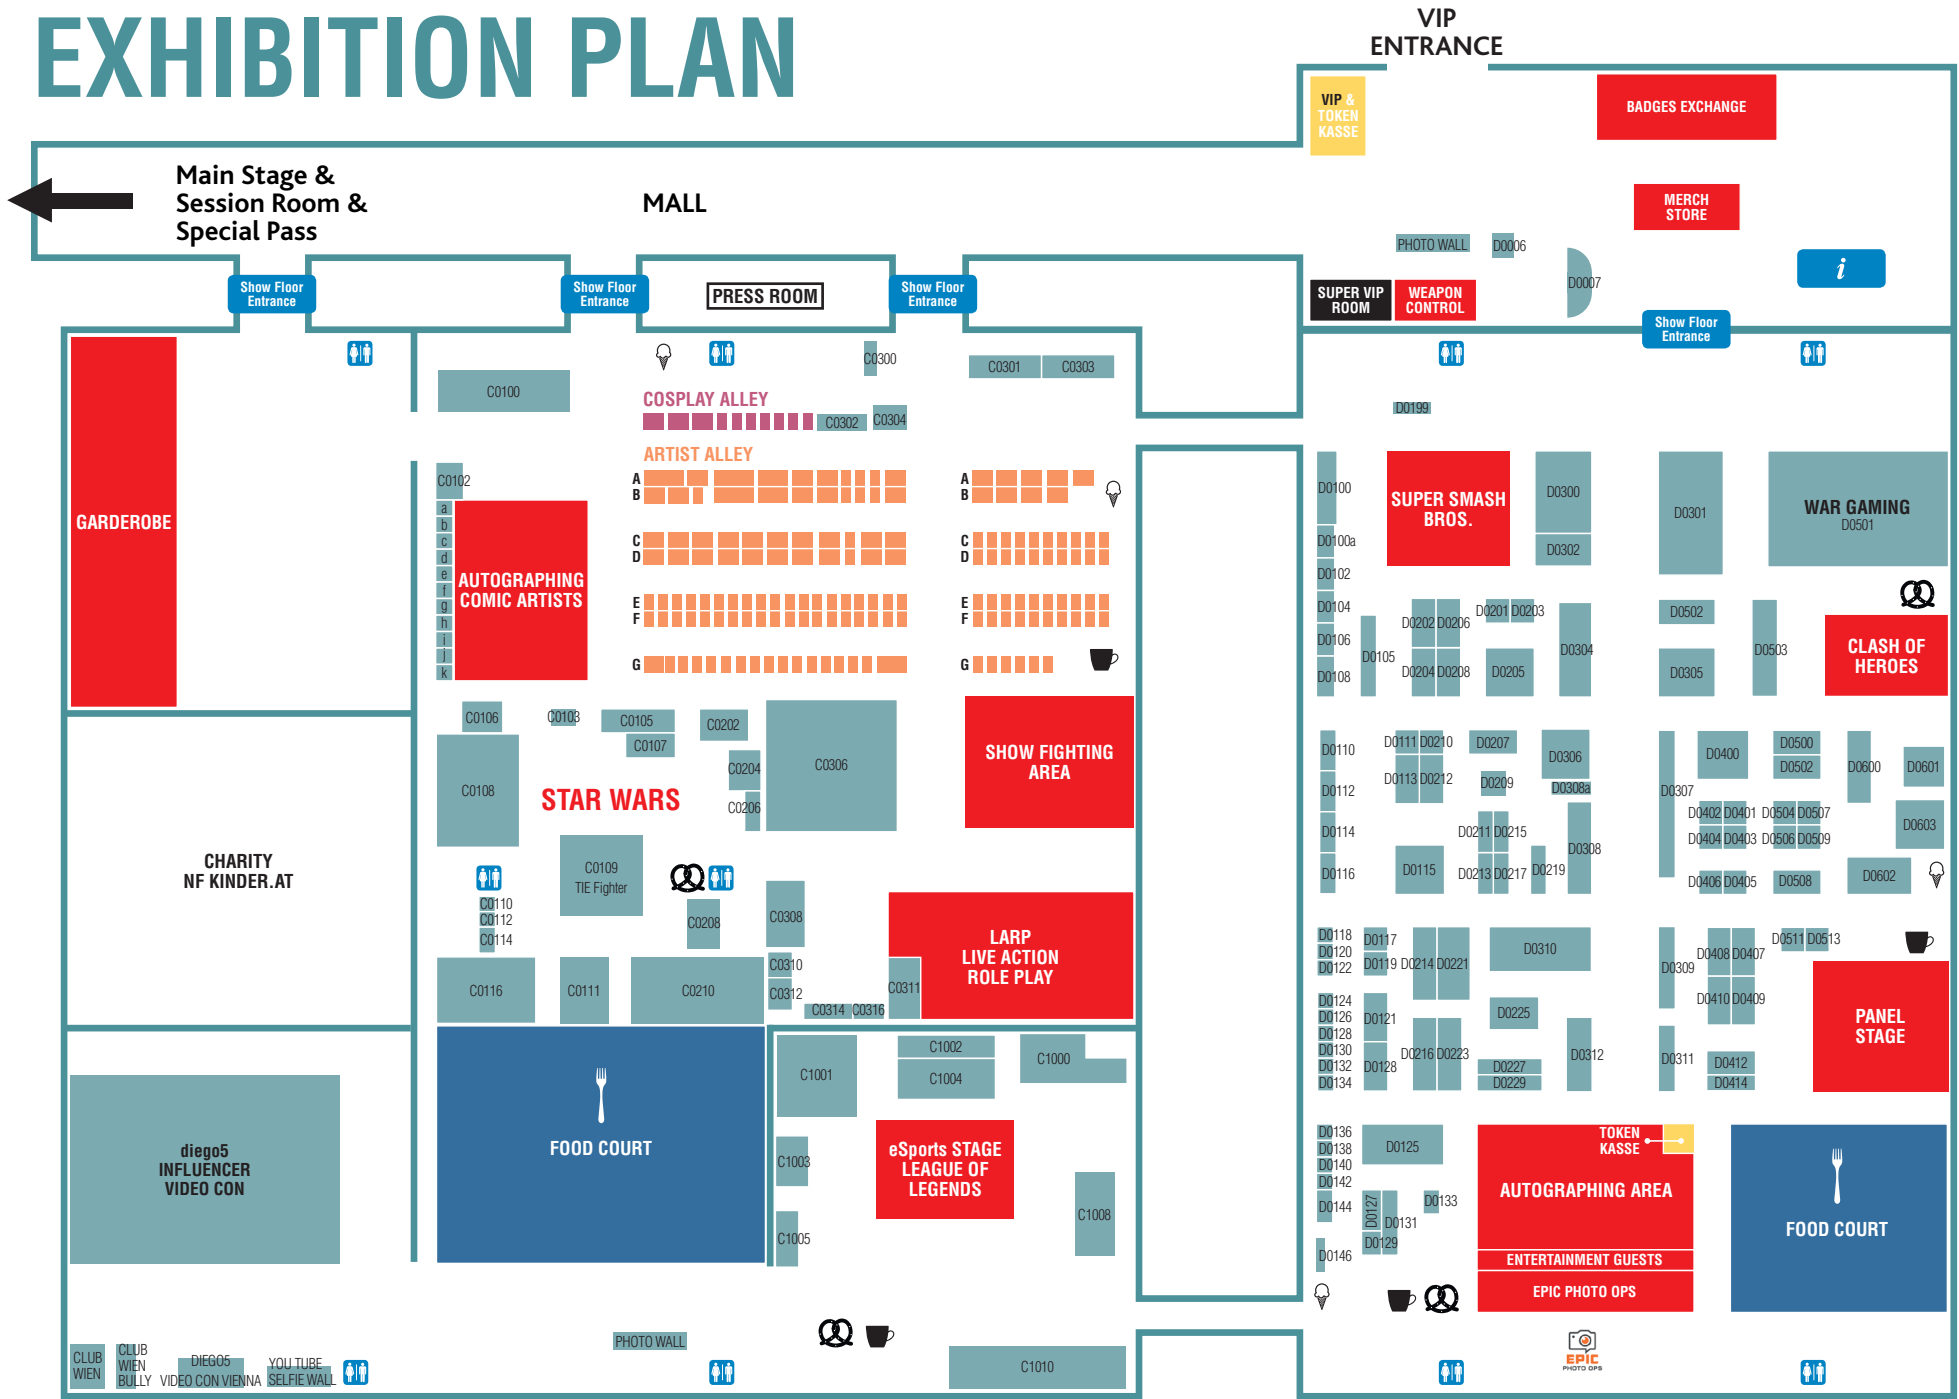 EXHIBITION PLAN
VIP
ENTRANCE
VIP &
TOKEN
KASSE
BADGES EXCHANGE
Main Stage &
Session Room &
Special Pass
MALL
MERCH
STORE
PHOTO WALL
D0006
D0007
i
Show Floor
Entrance
Show Floor
Entrance
PRESS ROOM
Show Floor
Entrance
SUPER VIP
ROOM
WEAPON
CONTROL
Show Floor
Entrance
GARDEROBE
CHARITY
NF KINDER.AT
diego5
INFLUENCER
VIDEO CON
CLUB
WIEN
CLUB
WIEN
BULLY
DIEGO5
VIDEO CON VIENNA
YOU TUBE
SELFIE WALL
C0100
C0300
C0301
C0303
COSPLAY ALLEY
C0302
C0304
ARTIST ALLEY
A
B
C
D
E
F
G
A
B
C
D
E
F
G
C0102
a
b
c
d
e
f
g
h
i
j
k
AUTOGRAPHING
COMIC ARTISTS
C0106
C0103
C0105
C0107
C0202
C0204
C0206
C0306
C0108
STAR WARS
SHOW FIGHTING
AREA
C0109
TIE Fighter
C0110
C0112
C0114
C0208
C0308
C0310
C0312
C0314
C0316
C0311
LARP
LIVE ACTION
ROLE PLAY
C0116
C0111
C0210
FOOD COURT
C1001
C1002
C1004
C1000
C1003
C1005
eSports STAGE
LEAGUE OF
LEGENDS
C1008
PHOTO WALL
C1010
D0199
D0100
D0100a
D0102
D0104
D0106
D0108
D0105
SUPER SMASH
BROS.
D0300
D0302
D0301
WAR GAMING
D0501
D0202
D0206
D0204
D0208
D0201
D0203
D0205
D0304
D0502
D0305
D0503
CLASH OF
HEROES
D0110
D0112
D0114
D0116
D0111
D0210
D0113
D0212
D0115
D0207
D0209
D0211
D0215
D0213
D0217
D0219
D0306
D0308a
D0308
D0307
D0400
D0500
D0502
D0600
D0601
D0402
D0401
D0404
D0403
D0504
D0507
D0506
D0509
D0603
D0406
D0405
D0508
D0602
D0118
D0120
D0122
D0117
D0119
D0214
D0221
D0310
D0309
D0408
D0407
D0410
D0409
D0511
D0513
D0124
D0126
D0128
D0130
D0132
D0134
D0121
D0128
D0216
D0223
D0225
D0227
D0229
D0312
D0311
D0412
D0414
PANEL
STAGE
D0136
D0138
D0140
D0142
D0144
D0146
D0125
D0127
D0129
D0131
D0133
TOKEN
KASSE
AUTOGRAPHING AREA
ENTERTAINMENT GUESTS
EPIC PHOTO OPS
FOOD COURT
EPIC
PHOTO OPS